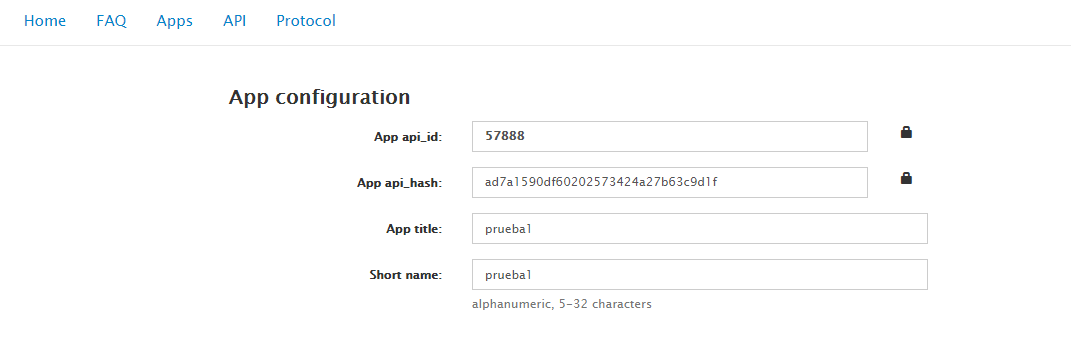 Home FAQ Apps API Protocol
App configuration
App api_id: 57888
App api_hash: ad7a1590df60202573424a27b63c9d1f
App title: prueba1
Short name: prueba1
alphanumeric, 5-32 characters